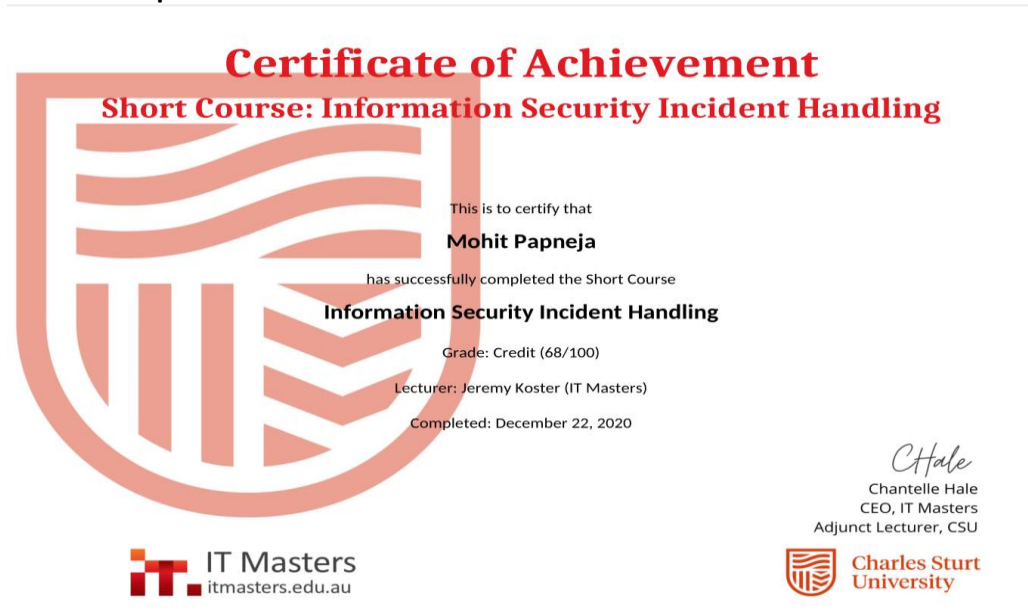 Certificate of Achievement
Short Course: Information Security Incident Handling
This is to certify that
Mohit Papneja
has successfully completed the Short Course
Information Security Incident Handling
Grade: Credit (68/100)
Lecturer: Jeremy Koster (IT Masters)
Completed: December 22, 2020
CHale
Chantelle Hale
CEO, IT Masters
Adjunct Lecturer, CSU
IT Masters
itmasters.edu.au
Charles Sturt
University